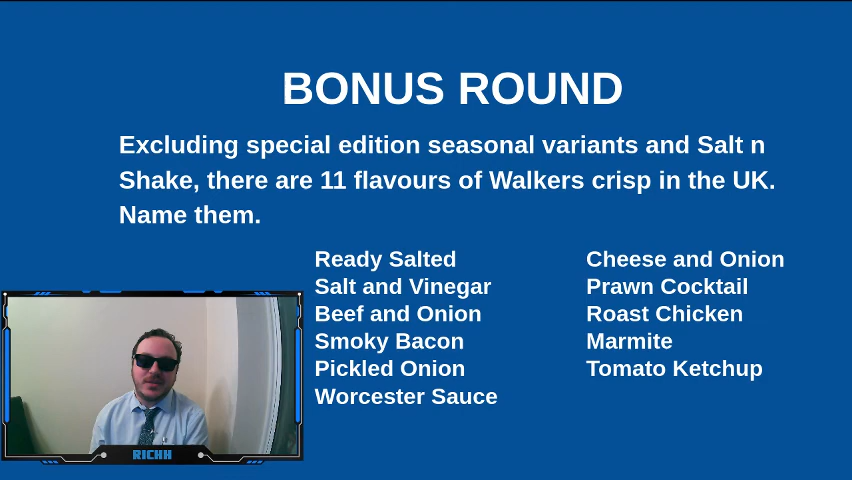 BONUS ROUND
Excluding special edition seasonal variants and Salt n
Shake, there are 11 flavours of Walkers crisp in the UK.
Name them.
Ready Salted
Salt and Vinegar
Beef and Onion
Smoky Bacon
Pickled Onion
Worcester Sauce
Cheese and Onion
Prawn Cocktail
Roast Chicken
Marmite
Tomato Ketchup
RICHH